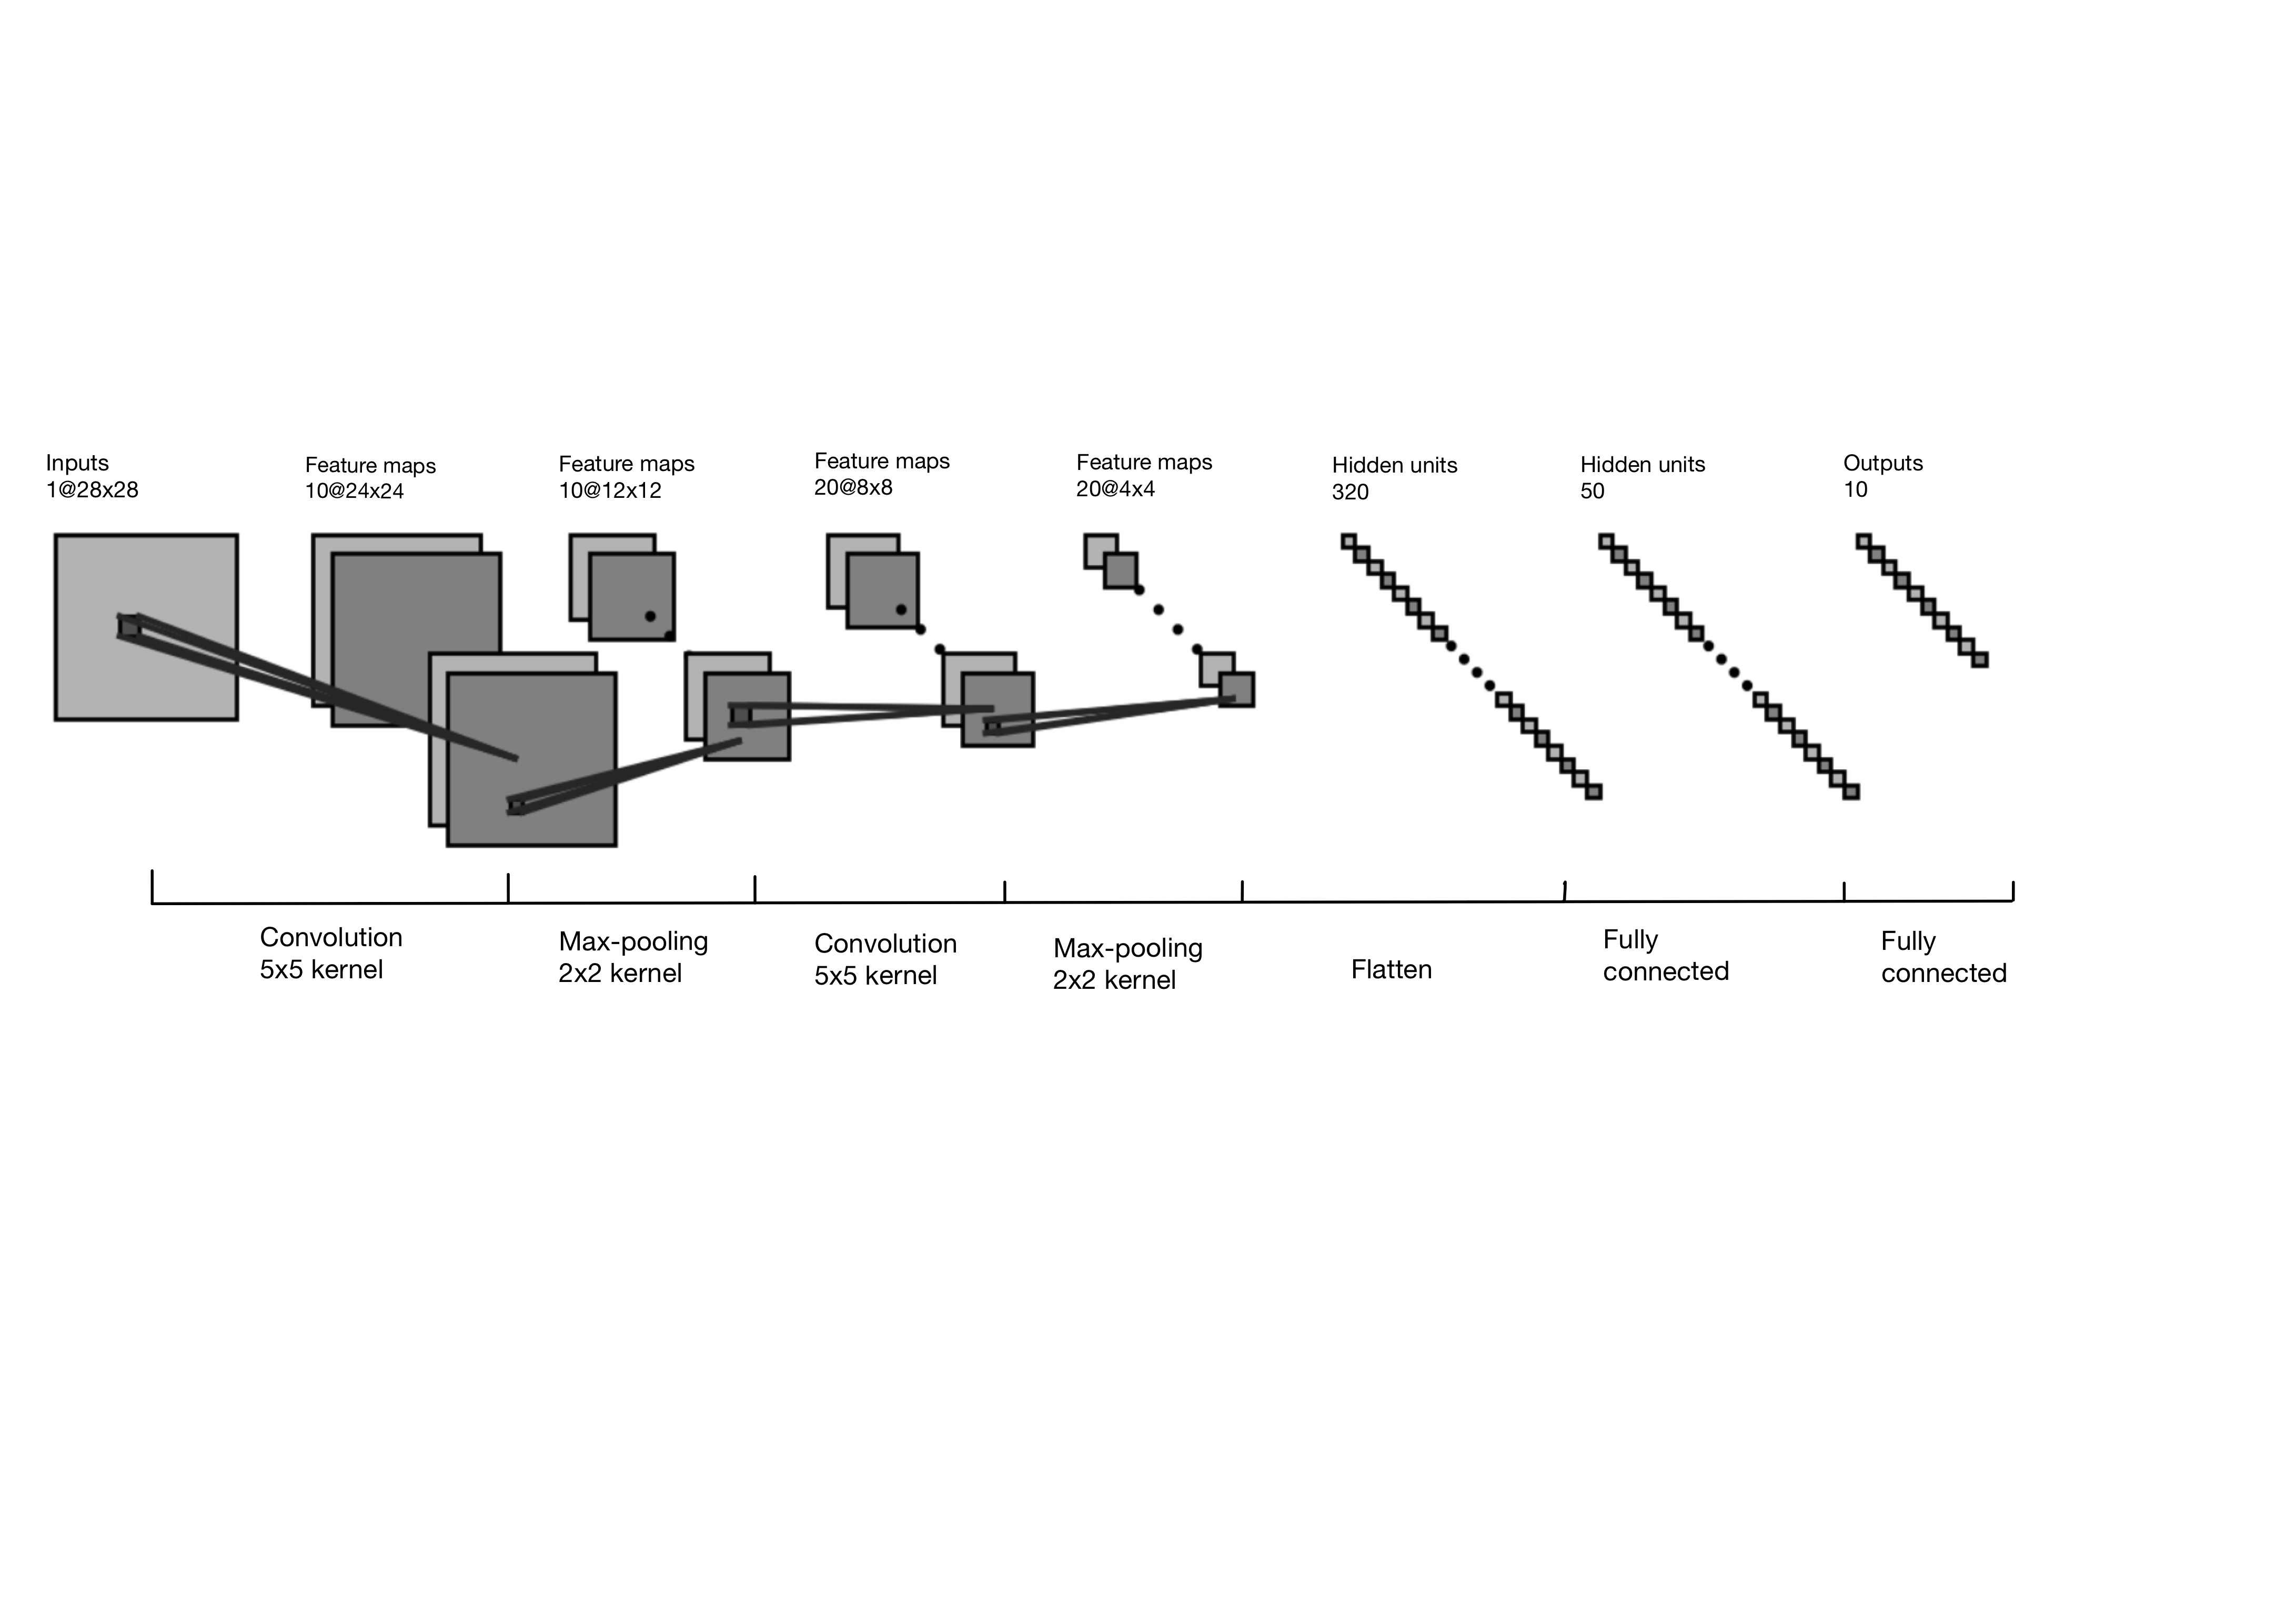 Inputs
1@28x28
Feature maps
10@24x24
Feature maps
10@12x12
Feature maps
20@8x8
Feature maps
20@4x4
Hidden units
320
Hidden units
50
Outputs
10
Convolution
5x5 kernel
Max-pooling
2x2 kernel
Convolution
5x5 kernel
Max-pooling
2x2 kernel
Flatten
Fully
connected
Fully
connected